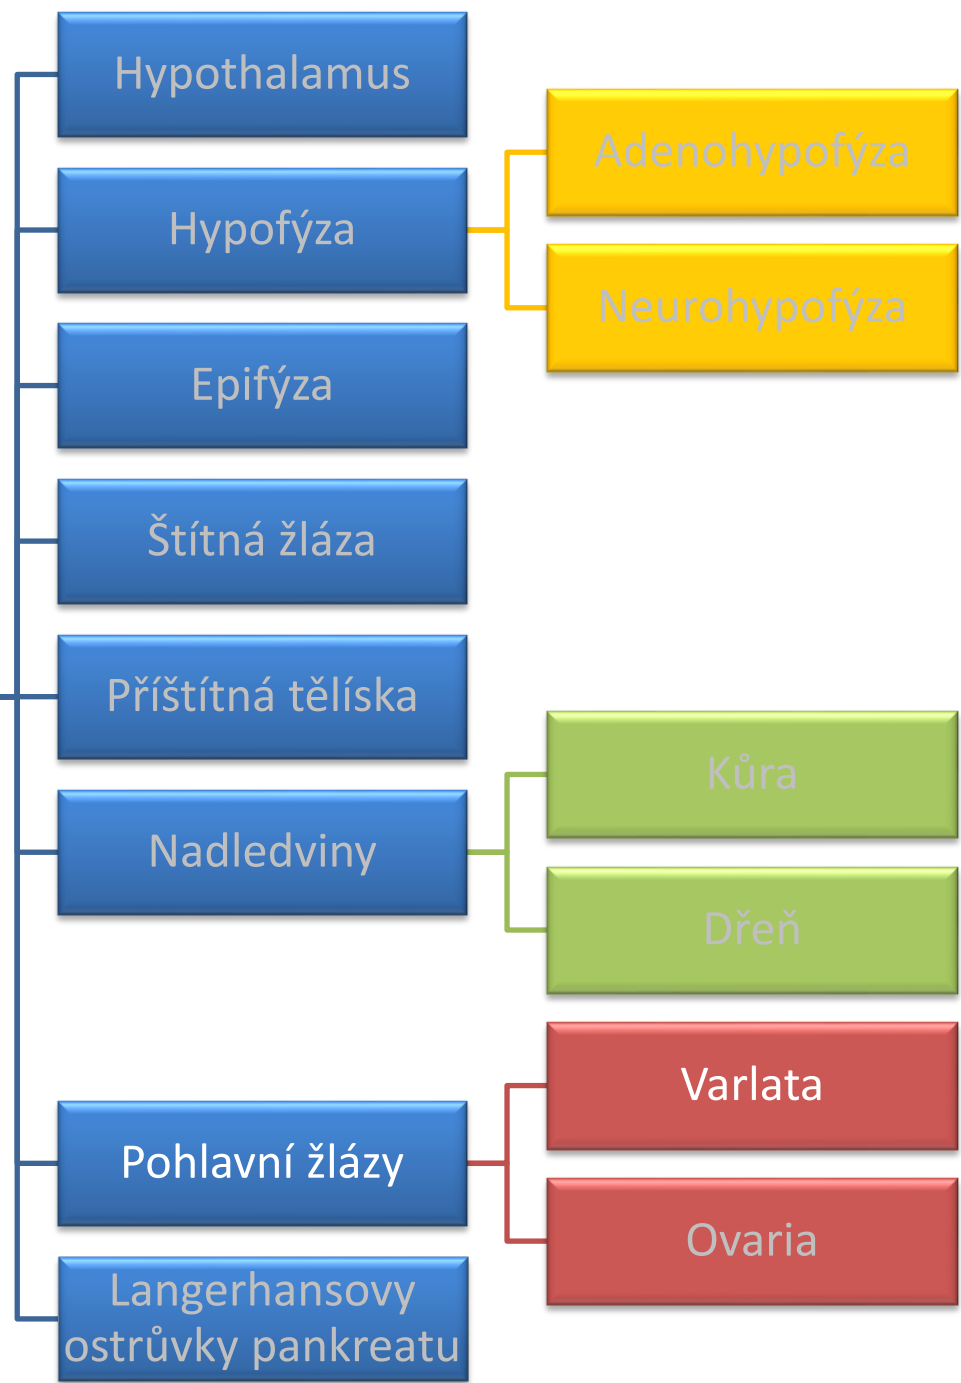 Hypothalamus
Hypofýza
Adenohypofýza
Neurohypofýza
Epifýza
Štítná žláza
Příštítná tělíska
Nadledviny
Kůra
Dřeň
Pohlavní žlázy
Varlata
Ovaria
Langerhansovy
ostrůvky pankreatu